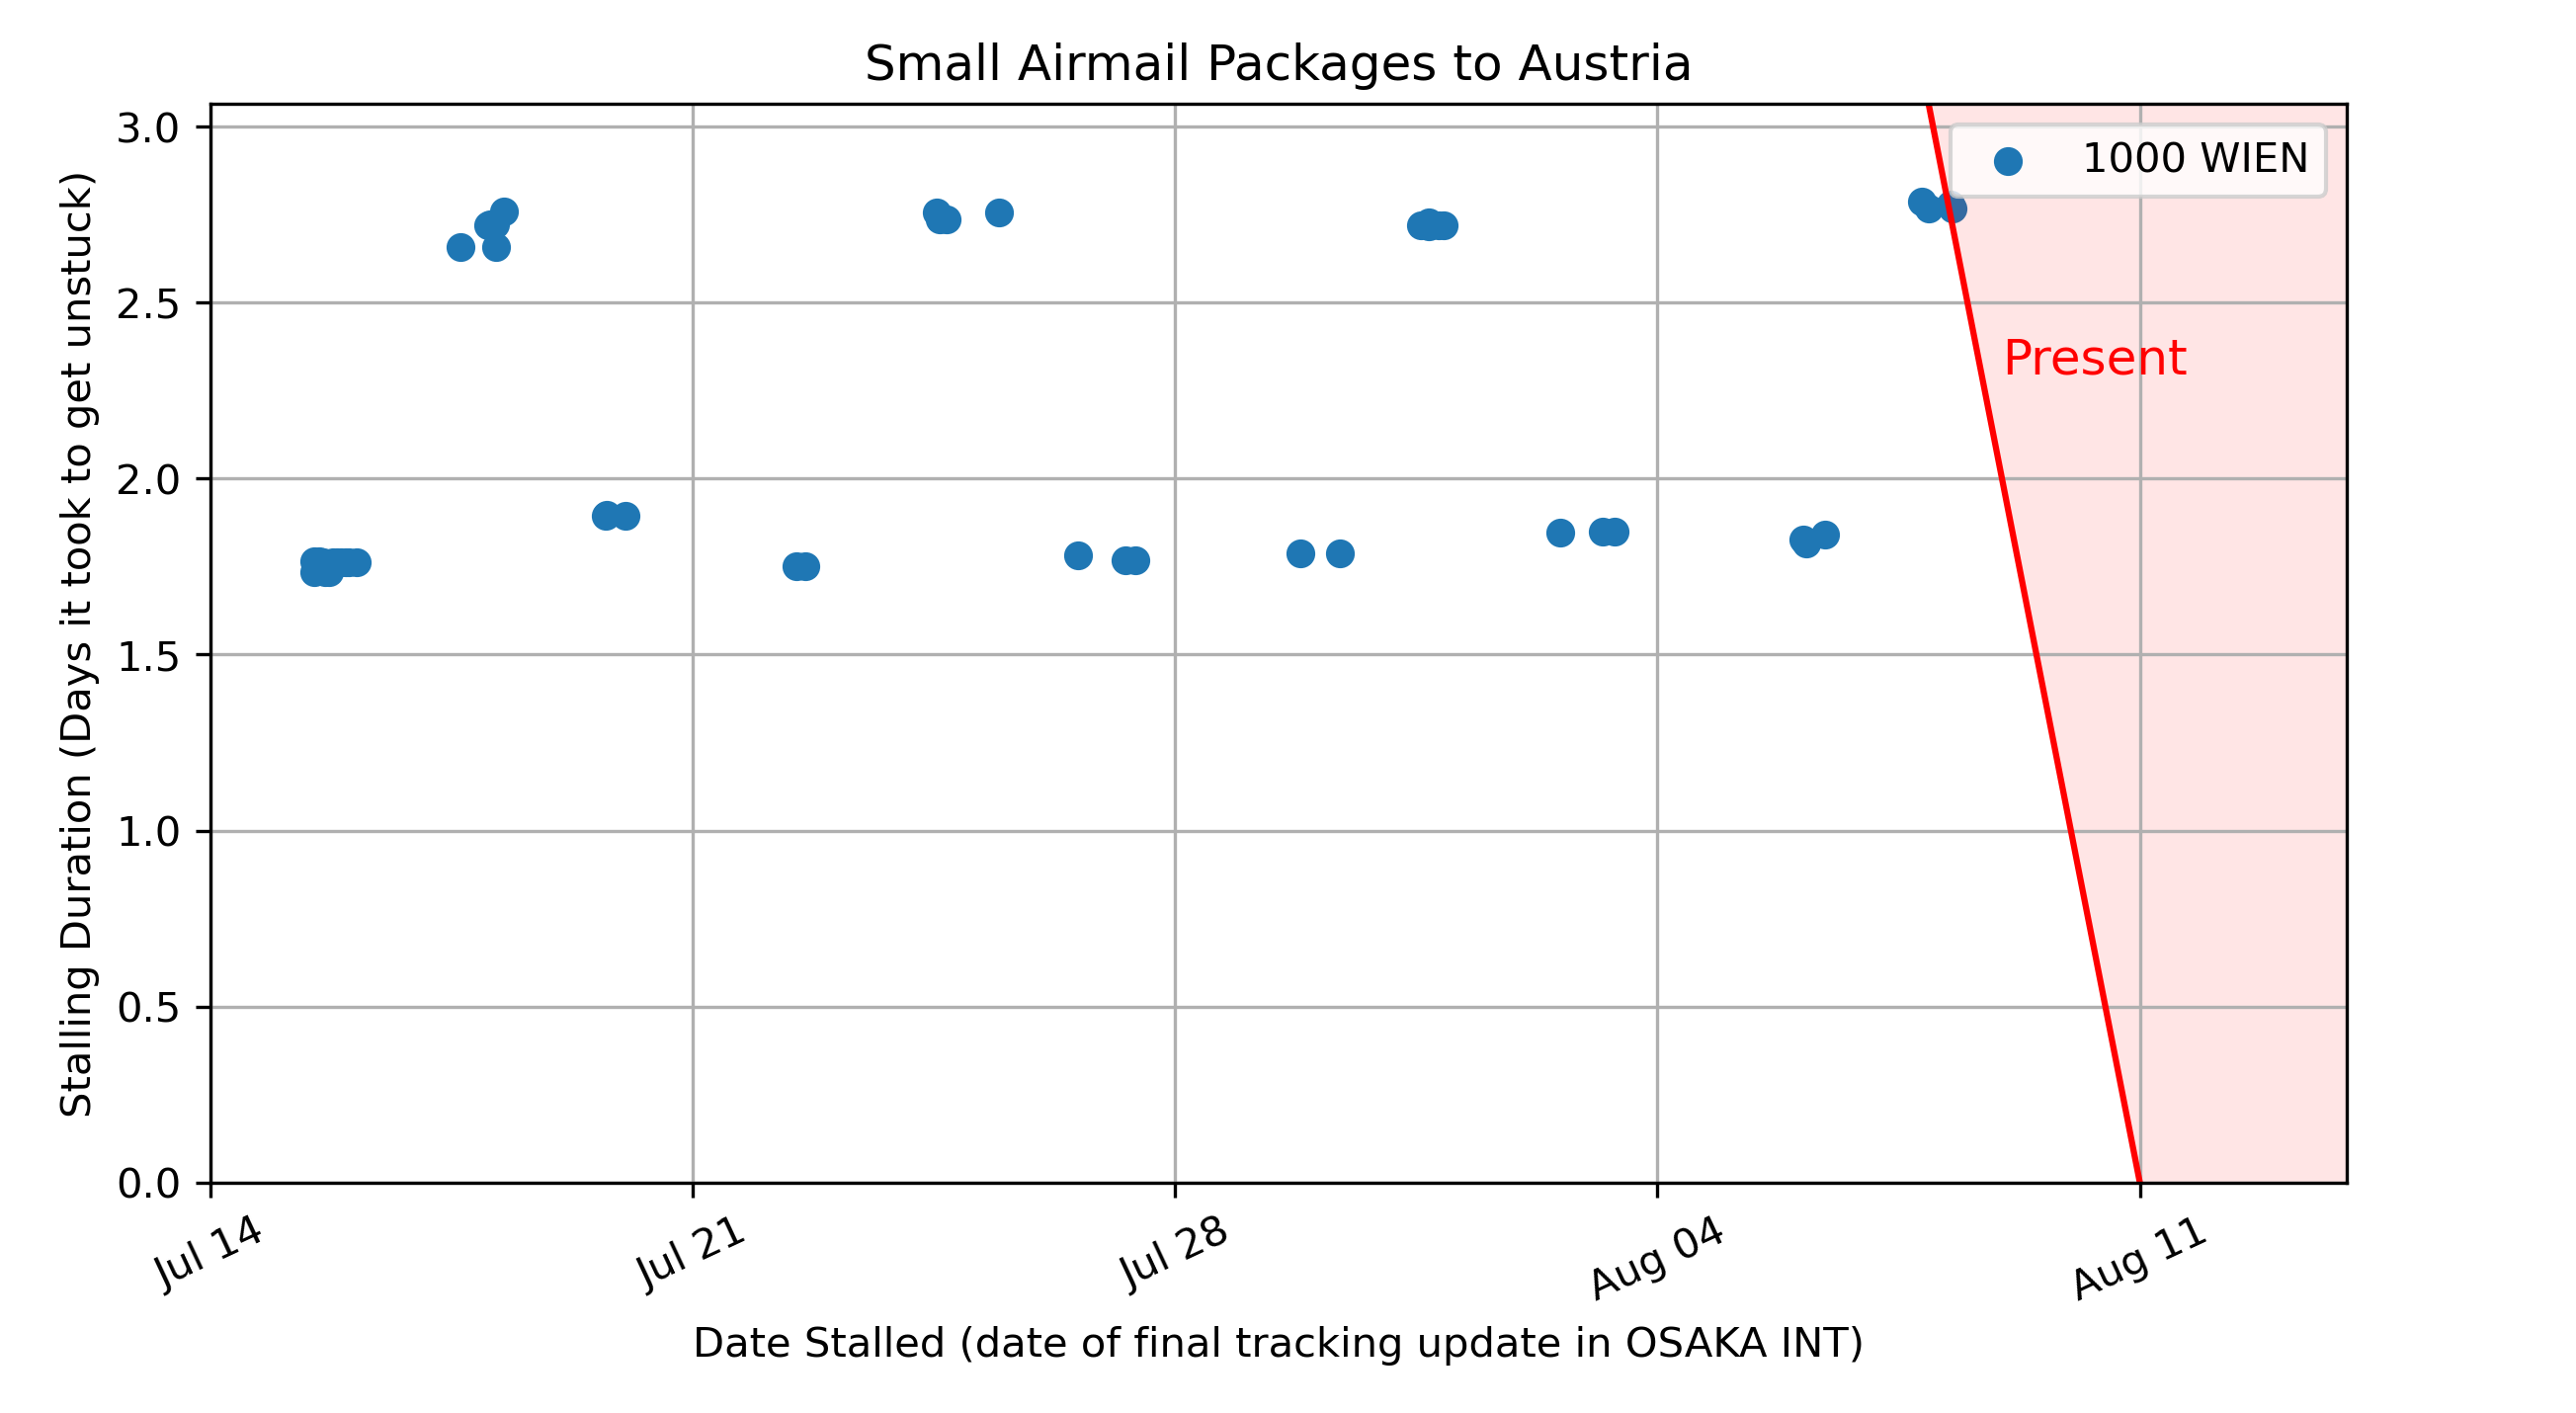 Small Airmail Packages to Austria
3.0
2.5
2.0
1.5
1.0
0.5
0.0
Stalling Duration (Days it took to get unstuck)
1000 WIEN
Present
Jul 14
Jul 21
Jul 28
Aug 04
Aug 11
Date Stalled (date of final tracking update in OSAKA INT)